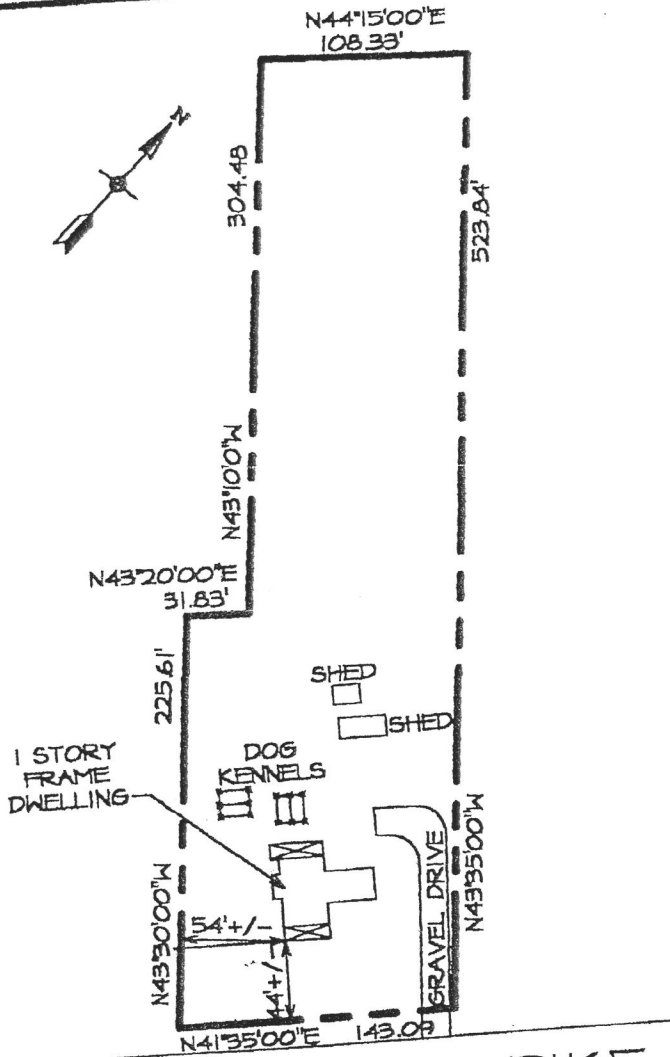 N44°15'00"E
108.33'
N
304.48
523.84'
N43°10'0"W
N43°20'00"E
31.83'
225.61'
SHED
SHED
1 STORY
FRAME
DWELLING
DOG
KENNELS
N43°35'00"W
GRAVEL DRIVE
N43°30'00"W
54'+/-
44'+/-
N41°35'00"E
143.09